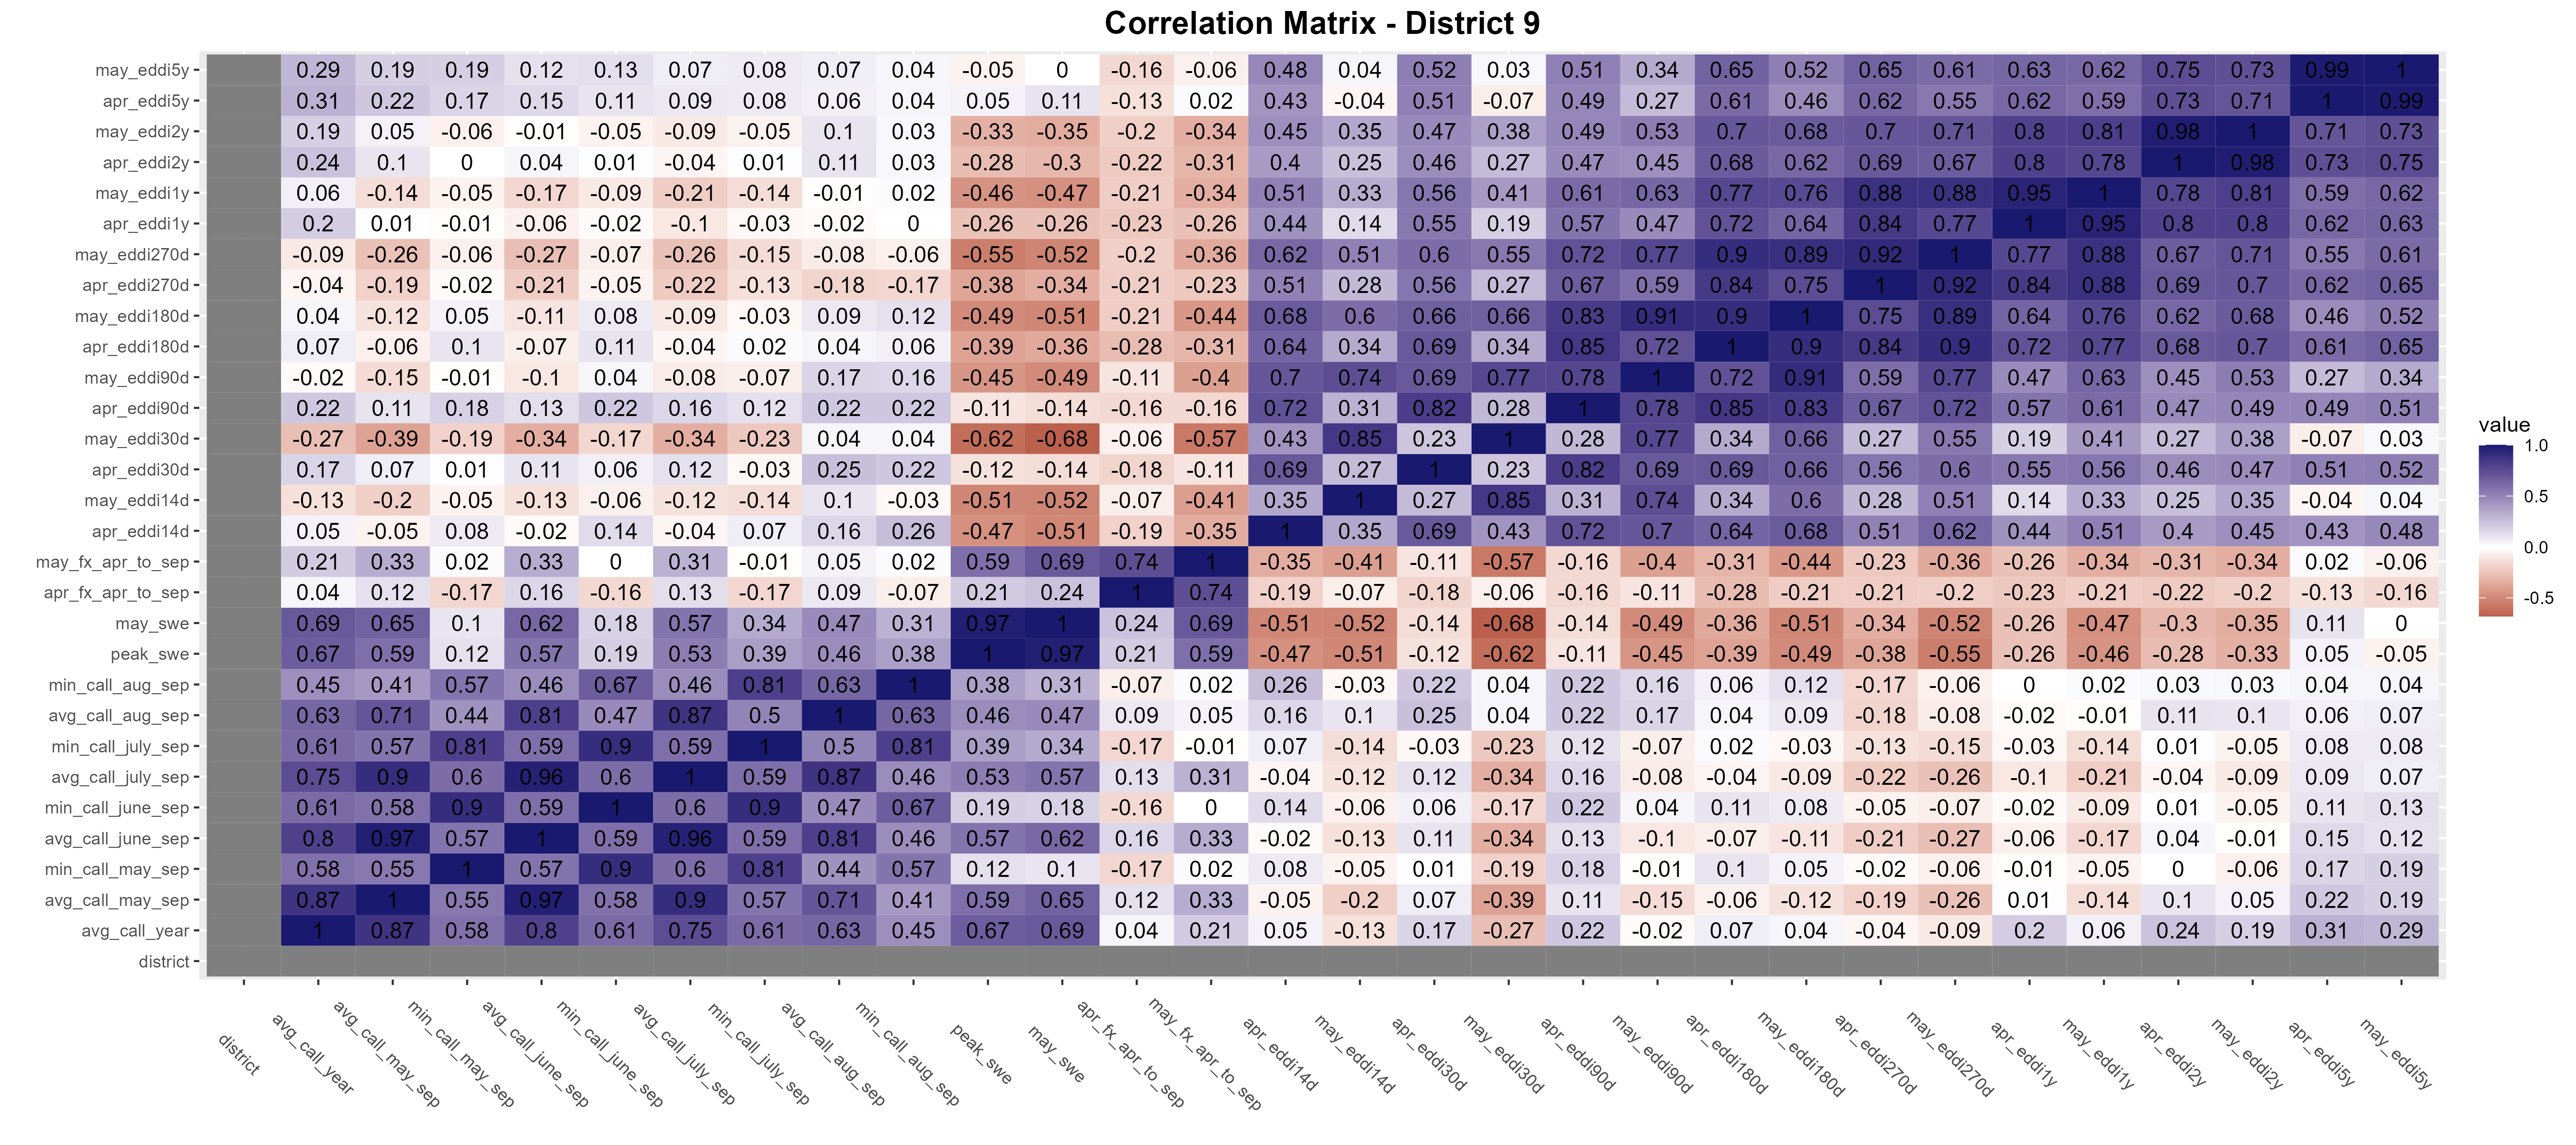 Correlation Matrix - District 9
may_eddi5y 0.29 0.19 0.19 0.12 0.13 0.07 0.08 0.07 0.04 -0.05 0 -0.16 -0.06 0.48 0.04 0.52 0.03 0.51 0.34 0.65 0.52 0.65 0.61 0.63 0.62 0.75 0.73 0.99 1
apr_eddi5y 0.31 0.22 0.17 0.15 0.11 0.09 0.08 0.06 0.04 0.05 0.11 -0.13 0.02 0.43 -0.04 0.51 -0.07 0.49 0.27 0.61 0.46 0.62 0.55 0.62 0.59 0.73 0.71 1 0.99
may_eddi2y 0.19 0.05 -0.06 -0.01 -0.05 -0.09 -0.05 0.1 0.03 -0.33 -0.35 -0.2 -0.34 0.45 0.35 0.47 0.38 0.49 0.53 0.7 0.68 0.7 0.71 0.8 0.81 0.98 1 0.71 0.73
apr_eddi2y 0.24 0.1 0 0.04 0.01 -0.04 0.01 0.11 0.03 -0.28 -0.3 -0.22 -0.31 0.4 0.25 0.46 0.27 0.47 0.45 0.68 0.62 0.69 0.67 0.8 0.78 1 0.98 0.73 0.75
may_eddi1y 0.06 -0.14 -0.05 -0.17 -0.09 -0.21 -0.14 -0.01 0.02 -0.46 -0.47 -0.21 -0.34 0.51 0.33 0.56 0.41 0.61 0.63 0.77 0.76 0.88 0.88 0.95 1 0.78 0.81 0.59 0.62
apr_eddi1y 0.2 0.01 -0.01 -0.06 -0.02 -0.1 -0.03 -0.02 0 -0.26 -0.26 -0.23 -0.26 0.44 0.14 0.55 0.19 0.57 0.47 0.72 0.64 0.84 0.77 1 0.95 0.8 0.8 0.62 0.63
may_eddi270d -0.09 -0.26 -0.06 -0.27 -0.07 -0.26 -0.15 -0.08 -0.06 -0.55 -0.52 -0.2 -0.36 0.62 0.51 0.6 0.55 0.72 0.77 0.9 0.89 0.92 1 0.77 0.88 0.67 0.71 0.55 0.61
apr_eddi270d -0.04 -0.19 -0.02 -0.21 -0.05 -0.22 -0.13 -0.18 -0.17 -0.38 -0.34 -0.21 -0.23 0.51 0.28 0.56 0.27 0.67 0.59 0.84 0.75 1 0.92 0.84 0.88 0.69 0.7 0.62 0.65
may_eddi180d 0.04 -0.12 0.05 -0.11 0.08 -0.09 -0.03 0.09 0.12 -0.49 -0.51 -0.21 -0.44 0.68 0.6 0.66 0.66 0.83 0.91 0.9 1 0.75 0.89 0.64 0.76 0.62 0.68 0.46 0.52
apr_eddi180d 0.07 -0.06 0.1 -0.07 0.11 -0.04 0.02 0.04 0.06 -0.39 -0.36 -0.28 -0.31 0.64 0.34 0.69 0.34 0.85 0.72 1 0.9 0.84 0.9 0.72 0.77 0.68 0.7 0.61 0.65
may_eddi90d -0.02 -0.15 -0.01 -0.1 0.04 -0.08 -0.07 0.17 0.16 -0.45 -0.49 -0.11 -0.4 0.7 0.74 0.69 0.77 0.78 1 0.72 0.91 0.59 0.77 0.47 0.63 0.45 0.53 0.27 0.34
apr_eddi90d 0.22 0.11 0.18 0.13 0.22 0.16 0.12 0.22 0.22 -0.11 -0.14 -0.16 -0.16 0.72 0.31 0.82 0.28 1 0.78 0.85 0.83 0.67 0.72 0.57 0.61 0.47 0.49 0.49 0.51
may_eddi30d -0.27 -0.39 -0.19 -0.34 -0.17 -0.34 -0.23 0.04 0.04 -0.62 -0.68 -0.06 -0.57 0.43 0.85 0.23 1 0.28 0.77 0.34 0.66 0.27 0.55 0.19 0.41 0.27 0.38 -0.07 0.03
apr_eddi30d 0.17 0.07 0.01 0.11 0.06 0.12 -0.03 0.25 0.22 -0.12 -0.14 -0.18 -0.11 0.69 0.27 1 0.23 0.82 0.69 0.69 0.66 0.56 0.6 0.55 0.56 0.46 0.47 0.51 0.52
may_eddi14d -0.13 -0.2 -0.05 -0.13 -0.06 -0.12 -0.14 0.1 -0.03 -0.51 -0.52 -0.07 -0.41 0.35 1 0.27 0.85 0.31 0.74 0.34 0.6 0.28 0.51 0.14 0.33 0.25 0.35 -0.04 0.04
apr_eddi14d 0.05 -0.05 0.08 -0.02 0.14 -0.04 0.07 0.16 0.26 -0.47 -0.51 -0.19 -0.35 1 0.35 0.69 0.43 0.72 0.7 0.64 0.68 0.51 0.62 0.44 0.51 0.4 0.45 0.43 0.48
may_fx_apr_to_sep 0.21 0.33 0.02 0.33 0 0.31 -0.01 0.05 0.02 0.59 0.69 0.74 1 -0.35 -0.41 -0.11 -0.57 -0.16 -0.4 -0.31 -0.44 -0.23 -0.36 -0.26 -0.34 -0.31 -0.34 0.02 -0.06
apr_fx_apr_to_sep 0.04 0.12 -0.17 0.16 -0.16 0.13 -0.17 0.09 -0.07 0.21 0.24 1 0.74 -0.19 -0.07 -0.18 -0.06 -0.16 -0.11 -0.28 -0.21 -0.21 -0.2 -0.23 -0.21 -0.22 -0.2 -0.13 -0.16
may_swe 0.69 0.65 0.1 0.62 0.18 0.57 0.34 0.47 0.31 0.97 1 0.24 0.69 -0.51 -0.52 -0.14 -0.68 -0.14 -0.49 -0.36 -0.51 -0.34 -0.52 -0.26 -0.47 -0.3 -0.35 0.11 0
peak_swe 0.67 0.59 0.12 0.57 0.19 0.53 0.39 0.46 0.38 1 0.97 0.21 0.59 -0.47 -0.51 -0.12 -0.62 -0.11 -0.45 -0.39 -0.49 -0.38 -0.55 -0.26 -0.46 -0.28 -0.33 0.05 -0.05
min_call_aug_sep 0.45 0.41 0.57 0.46 0.67 0.46 0.81 0.63 1 0.38 0.31 -0.07 0.02 0.26 -0.03 0.22 0.04 0.22 0.16 0.06 0.12 -0.17 -0.06 0 0.02 0.03 0.03 0.04 0.04
avg_call_aug_sep 0.63 0.71 0.44 0.81 0.47 0.87 0.5 1 0.63 0.46 0.47 0.09 0.05 0.16 0.1 0.25 0.04 0.22 0.17 0.04 0.09 -0.18 -0.08 -0.02 -0.01 0.11 0.1 0.06 0.07
min_call_july_sep 0.61 0.57 0.81 0.59 0.9 0.59 1 0.5 0.81 0.39 0.34 -0.17 -0.01 0.07 -0.14 -0.03 -0.23 0.12 -0.07 0.02 -0.03 -0.13 -0.15 -0.03 -0.14 0.01 -0.05 0.08 0.08
avg_call_july_sep 0.75 0.9 0.6 0.96 0.6 1 0.59 0.87 0.46 0.53 0.57 0.13 0.31 -0.04 -0.12 0.12 -0.34 0.16 -0.08 -0.04 -0.09 -0.22 -0.26 -0.1 -0.21 -0.04 -0.09 0.09 0.07
min_call_june_sep 0.61 0.58 0.9 0.59 1 0.6 0.9 0.47 0.67 0.19 0.18 -0.16 0 0.14 -0.06 0.06 -0.17 0.22 0.04 0.11 0.08 -0.05 -0.07 -0.02 -0.09 0.01 -0.05 0.11 0.13
avg_call_june_sep 0.8 0.97 0.57 1 0.59 0.96 0.59 0.81 0.46 0.57 0.62 0.16 0.33 -0.02 -0.13 0.11 -0.34 0.13 -0.1 -0.07 -0.11 -0.21 -0.27 -0.06 -0.17 0.04 -0.01 0.15 0.12
min_call_may_sep 0.58 0.55 1 0.57 0.9 0.6 0.81 0.44 0.57 0.12 0.1 -0.17 0.02 0.08 -0.05 0.01 -0.19 0.18 -0.01 0.1 0.05 -0.02 -0.06 -0.01 -0.05 0 -0.06 0.17 0.19
avg_call_may_sep 0.87 1 0.55 0.97 0.58 0.9 0.57 0.71 0.41 0.59 0.65 0.12 0.33 -0.05 -0.2 0.07 -0.39 0.11 -0.15 -0.06 -0.12 -0.19 -0.26 0.01 -0.14 0.1 0.05 0.22 0.19
avg_call_year 1 0.87 0.58 0.8 0.61 0.75 0.61 0.63 0.45 0.67 0.69 0.04 0.21 0.05 -0.13 0.17 -0.27 0.22 -0.02 0.07 0.04 -0.04 -0.09 0.2 0.06 0.24 0.19 0.31 0.29
district
district avg_call_year avg_call_may_sep min_call_may_sep avg_call_june_sep min_call_june_sep avg_call_july_sep min_call_july_sep avg_call_aug_sep min_call_aug_sep peak_swe may_swe apr_fx_apr_to_sep may_fx_apr_to_sep apr_eddi14d may_eddi14d apr_eddi30d may_eddi30d apr_eddi90d may_eddi90d apr_eddi180d may_eddi180d apr_eddi270d may_eddi270d apr_eddi1y may_eddi1y apr_eddi2y may_eddi2y apr_eddi5y may_eddi5y
value
1.0
0.5
0.0
-0.5